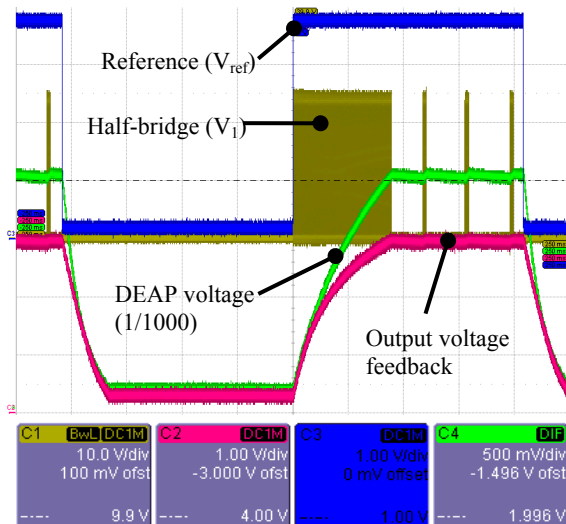 Reference (Vref)
Half-bridge (V1)
DEAP voltage
(1/1000)
Output voltage
feedback
C3
C3
C1 BwL DC1M
10.0 V/div
100 mV ofst
9.9 V
C2 DC1M
1.00 V/div
-3.000 V ofst
4.00 V
C3 DC1M
1.00 V/div
0 mV offset
1.00 V
C4 DIF
500 mV/div
-1.496 V ofst
1.996 V